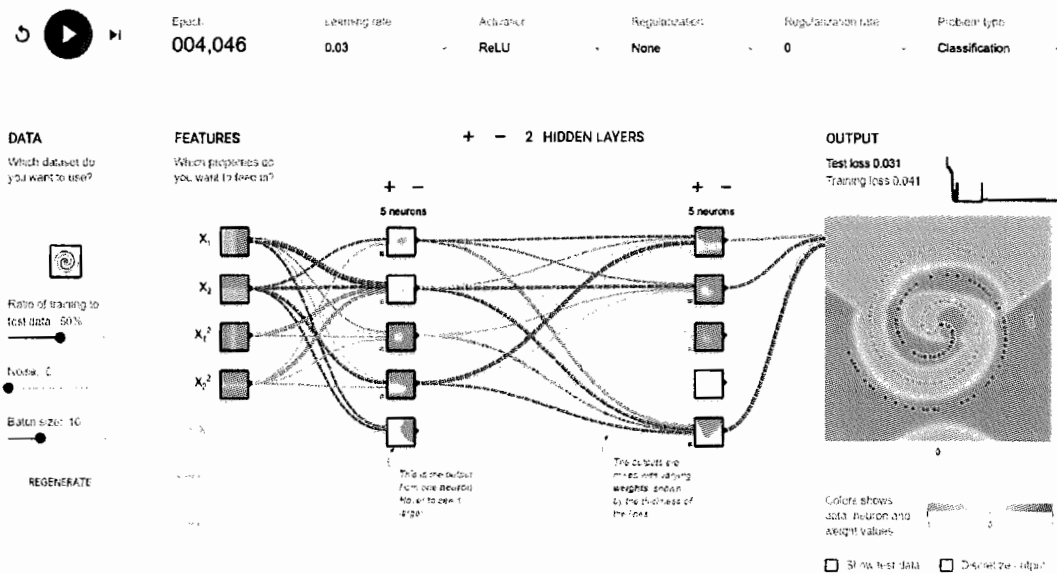 Epoch
004,046
Learning rate
0.03
Activation
ReLU
Regularization
None
Regularization rate
0
Problem type
Classification
DATA
Which dataset do
you want to use?
Ratio of training to
test data: 50%
Noise: 0
Batch size: 10
REGENERATE
FEATURES
Which properties do
you want to feed in?
X₁
X₂
X₁²
X₂²
+ − 2 HIDDEN LAYERS
+ −
5 neurons
+ −
5 neurons
This is the output
from one neuron.
Hover to see it
larger.
The outputs are
mixed with varying
weights, shown
by the thickness of
the lines.
OUTPUT
Test loss 0.031
Training loss 0.041
0
Colors shows
data, neuron and
weight values.
0
Show test data
Discretize output